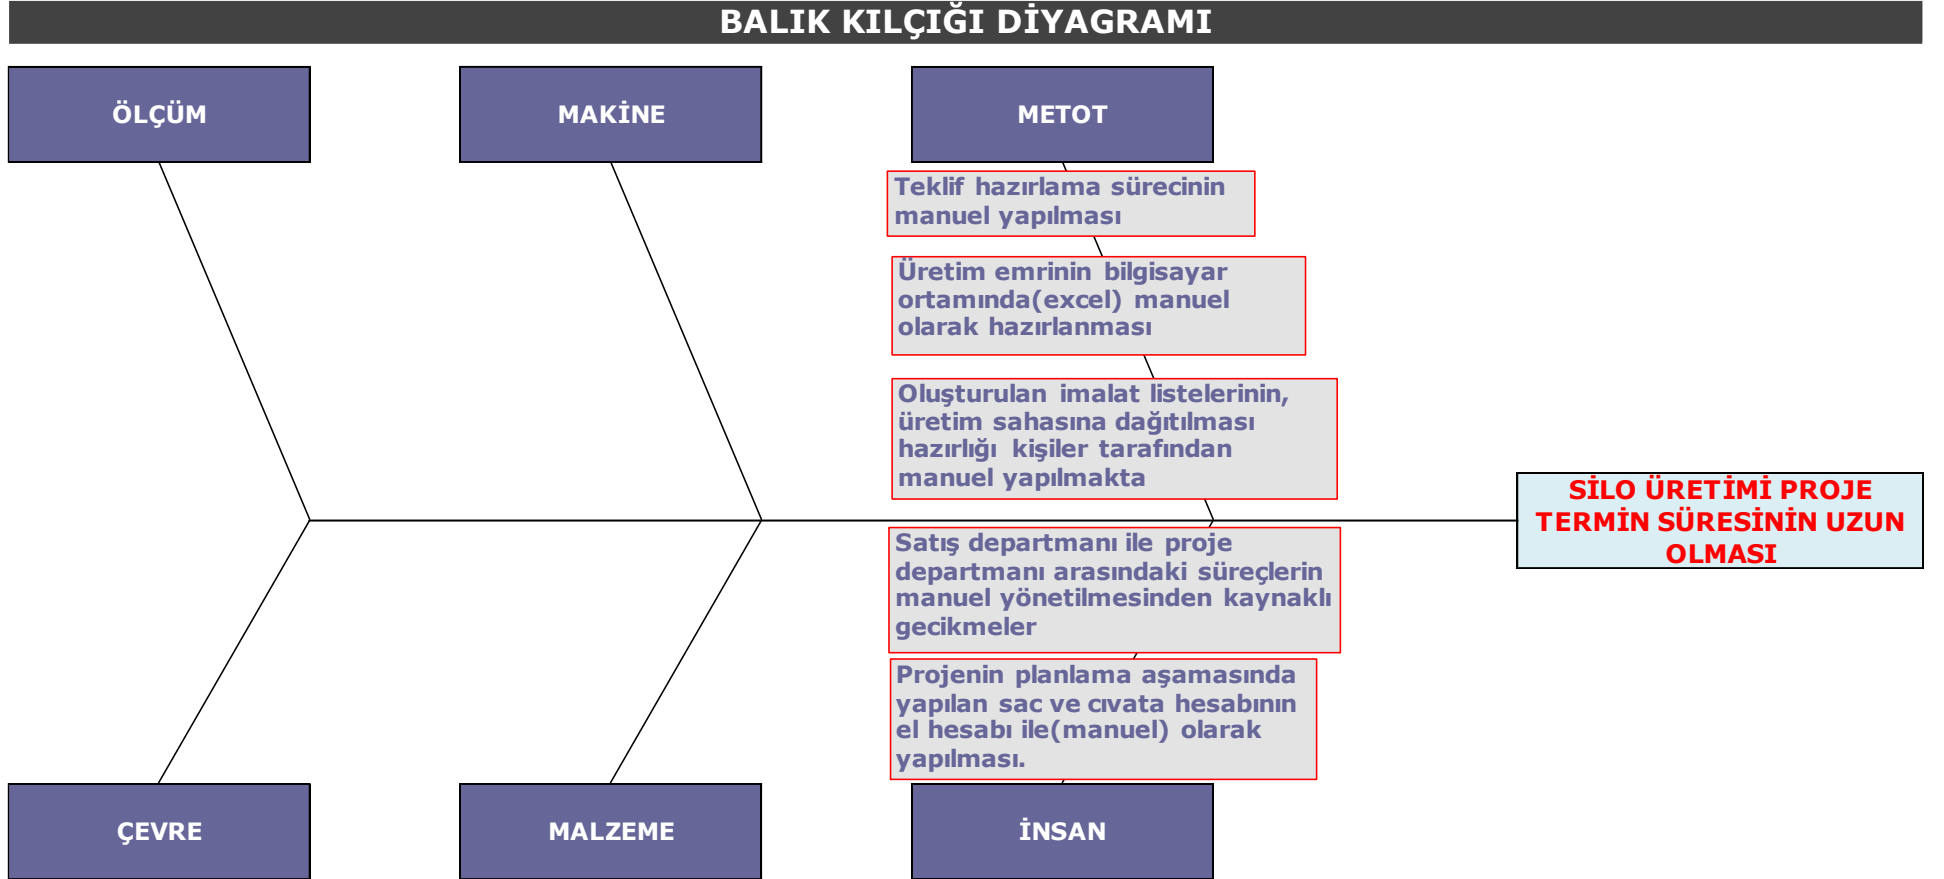 BALIK KILÇIĞI DİYAGRAMI
ÖLÇÜM
MAKİNE
METOT
Teklif hazırlama sürecinin
manuel yapılması
Üretim emrinin bilgisayar
ortamında(excel) manuel
olarak hazırlanması
Oluşturulan imalat listelerinin,
üretim sahasına dağıtılması
hazırlığı kişiler tarafından
manuel yapılmakta
SİLO ÜRETİMİ PROJE
TERMİN SÜRESİNİN UZUN
OLMASI
Satış departmanı ile proje
departmanı arasındaki süreçlerin
manuel yönetilmesinden kaynaklı
gecikmeler
Projenin planlama aşamasında
yapılan sac ve cıvata hesabının
el hesabı ile(manuel) olarak
yapılması.
ÇEVRE
MALZEME
İNSAN